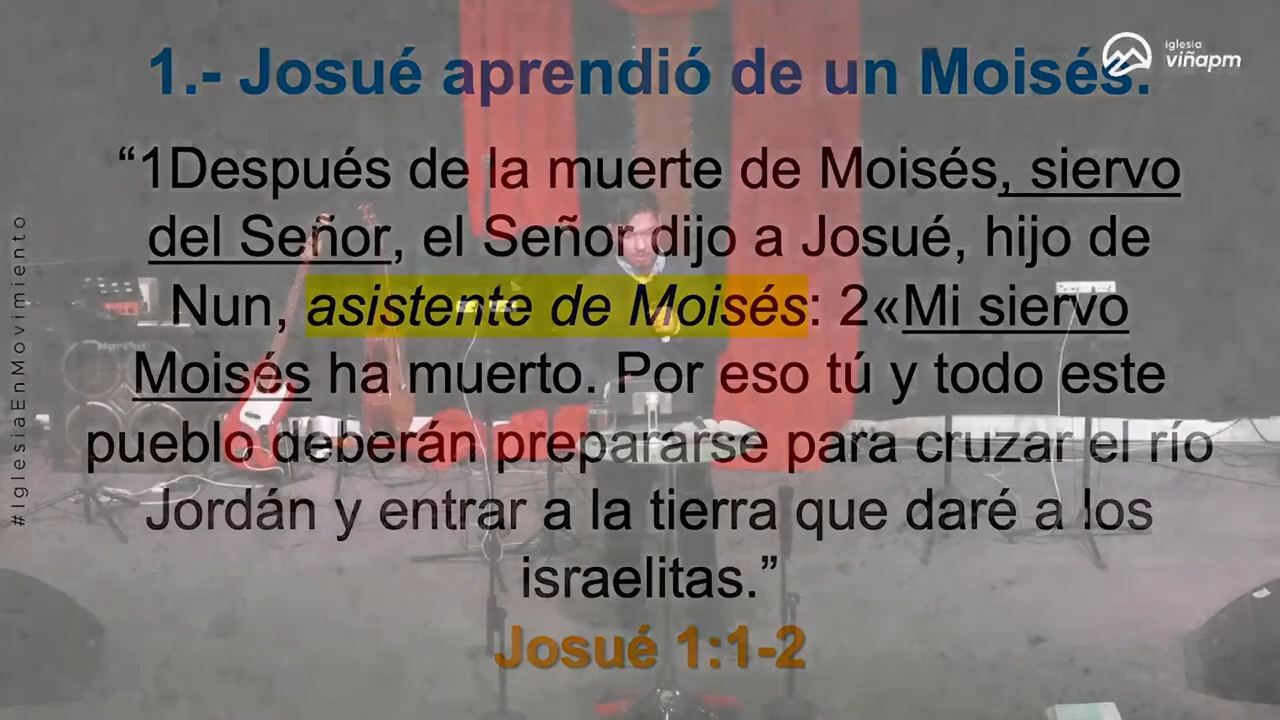 1.- Josué aprendió de un Moisés.
iglesia
viñapm
“1Después de la muerte de Moisés, siervo
del Señor, el Señor dijo a Josué, hijo de
Nun, asistente de Moisés: 2«Mi siervo
Moisés ha muerto. Por eso tú y todo este
pueblo deberán prepararse para cruzar el río
Jordán y entrar a la tierra que daré a los
israelitas.”
Josué 1:1-2
#IglesiaEnMovimiento